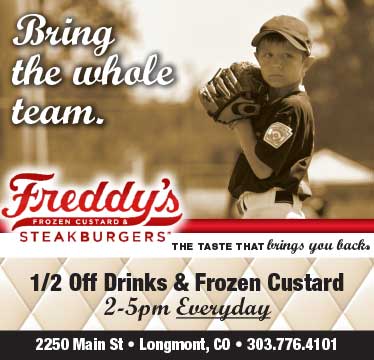 Bring
the whole
team.
Freddy's
FROZEN CUSTARD &
STEAKBURGERS
THE TASTE THAT brings you back.
1/2 Off Drinks & Frozen Custard
2-5pm Everyday
2250 Main St • Longmont, CO • 303.776.4101